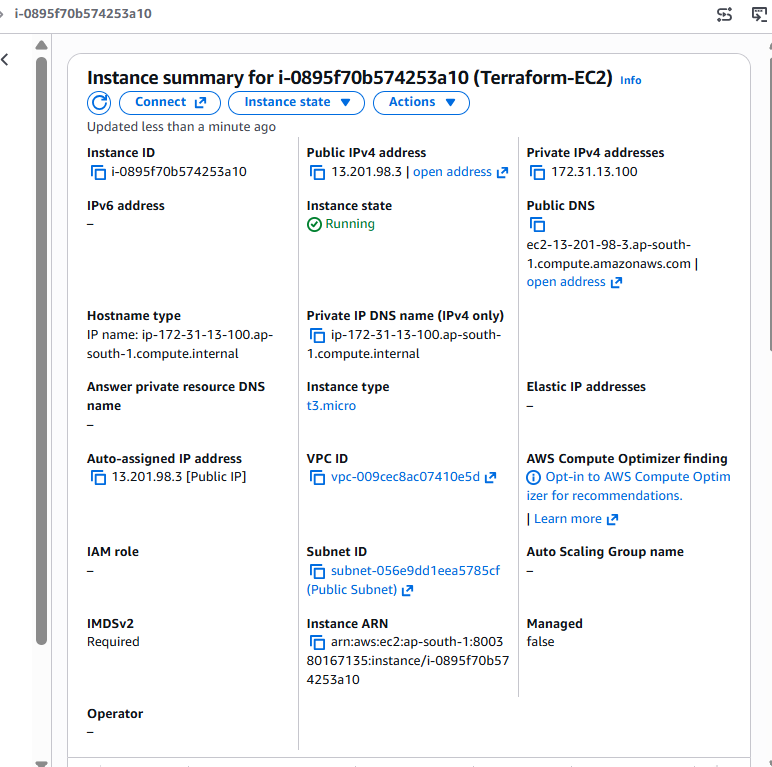 i-0895f70b574253a10
Instance summary for i-0895f70b574253a10 (Terraform-EC2) Info
Connect
Instance state
Actions
Updated less than a minute ago
Instance ID
i-0895f70b574253a10
Public IPv4 address
13.201.98.3 | open address
Private IPv4 addresses
172.31.13.100
IPv6 address
–
Instance state
Running
Public DNS
ec2-13-201-98-3.ap-south-
1.compute.amazonaws.com |
open address
Hostname type
IP name: ip-172-31-13-100.ap-
south-1.compute.internal
Private IP DNS name (IPv4 only)
ip-172-31-13-100.ap-south-
1.compute.internal
Answer private resource DNS
name
–
Instance type
t3.micro
Elastic IP addresses
–
Auto-assigned IP address
13.201.98.3 [Public IP]
VPC ID
vpc-009cec8ac07410e5d
AWS Compute Optimizer finding
Opt-in to AWS Compute Optim
izer for recommendations.
| Learn more
IAM role
–
Subnet ID
subnet-056e9dd1eea5785cf
(Public Subnet)
Auto Scaling Group name
–
IMDSv2
Required
Instance ARN
arn:aws:ec2:ap-south-1:8003
80167135:instance/i-0895f70b57
4253a10
Managed
false
Operator
–